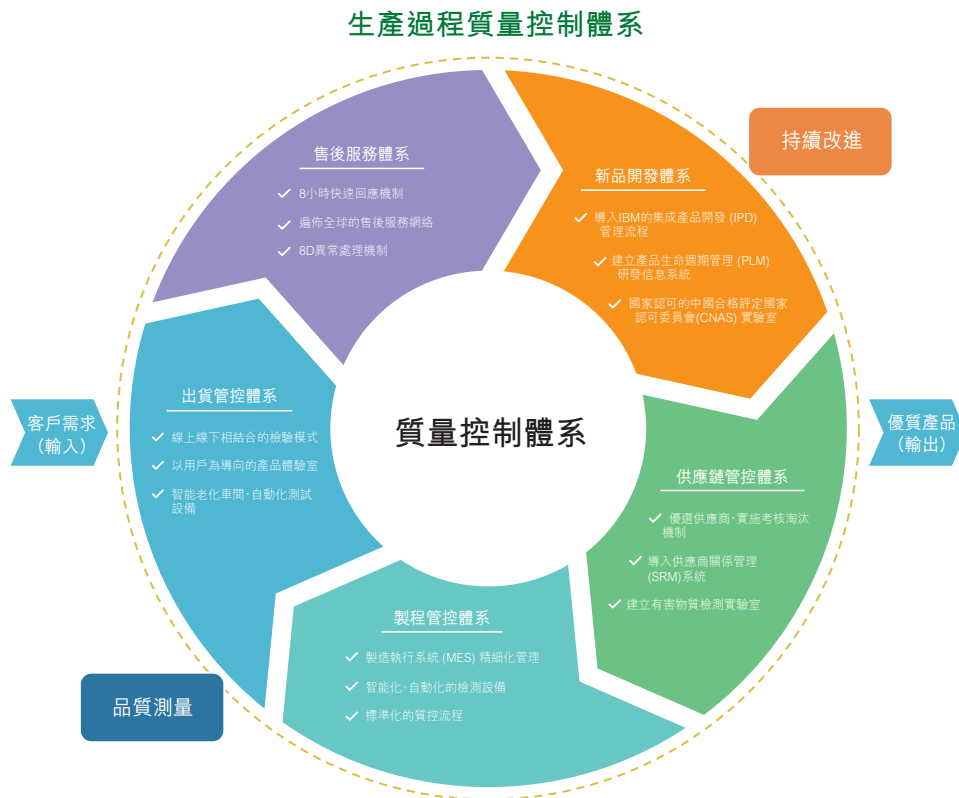 生產過程質量控制體系
持續改進
售後服務體系
8小時快速回應機制
遍佈全球的售後服務網絡
8D異常處理機制
新品開發體系
導入IBM的集成產品開發 (IPD)
管理流程
建立產品生命週期管理 (PLM)
研發信息系統
國家認可的中國合格評定國家
認可委員會(CNAS) 實驗室
客戶需求
（輸入）
出貨管控體系
線上線下相結合的檢驗模式
以用戶為導向的產品體驗室
智能老化車間‧自動化測試
設備
質量控制體系
優質產品
（輸出）
供應鏈管控體系
優選供應商‧實施考核淘汰
機制
導入供應商關係管理
(SRM)系統
建立有害物質檢測實驗室
製程管控體系
製造執行系統 (MES) 精細化管理
智能化‧自動化的檢測設備
標準化的質控流程
品質測量